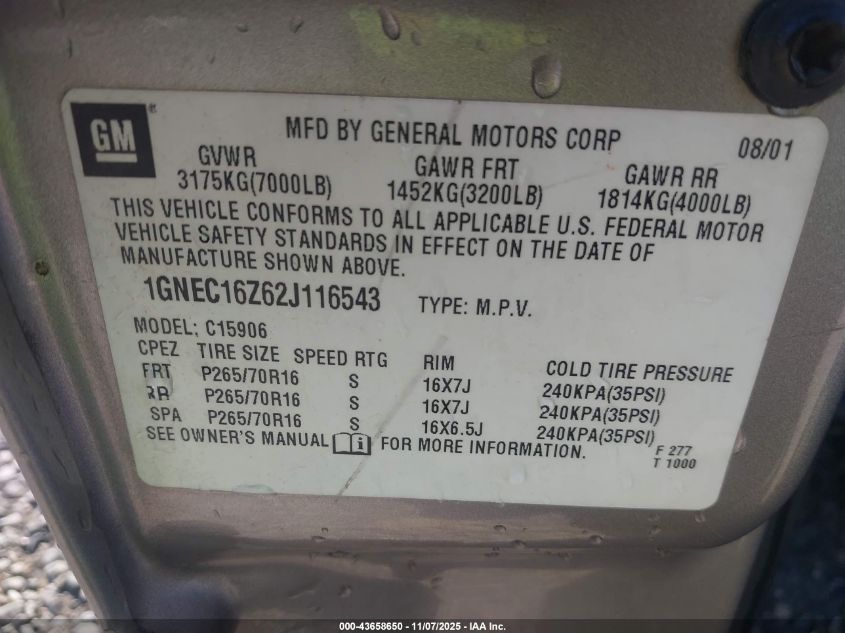 GM®
MFD BY GENERAL MOTORS CORP 08/01
GVWR GAWR FRT GAWR RR
3175KG(7000LB) 1452KG(3200LB) 1814KG(4000LB)
THIS VEHICLE CONFORMS TO ALL APPLICABLE U.S. FEDERAL MOTOR
VEHICLE SAFETY STANDARDS IN EFFECT ON THE DATE OF
MANUFACTURE SHOWN ABOVE.
1GNEC16Z62J116543 TYPE: M.P.V.
MODEL: C15906
CPEZ TIRE SIZE SPEED RTG RIM COLD TIRE PRESSURE
FRT P265/70R16 S 16X7J 240KPA(35PSI)
RR P265/70R16 S 16X7J 240KPA(35PSI)
SPA P265/70R16 S 16X6.5J 240KPA(35PSI)
SEE OWNER'S MANUAL i FOR MORE INFORMATION.
F 277
T 1000
000-43658650 | 11/07/2025 - IAA Inc.